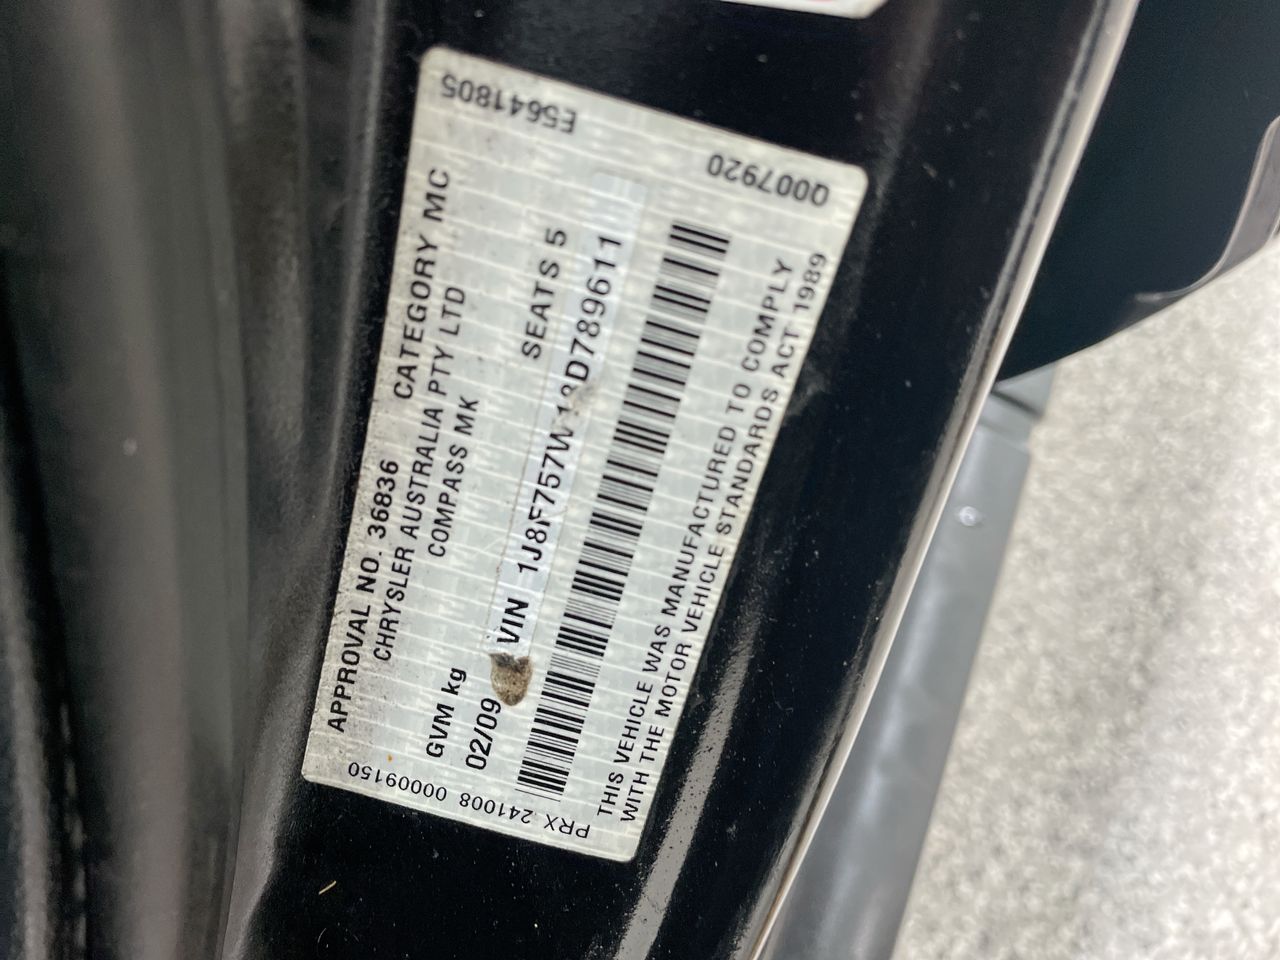 APPROVAL NO. 36836 CATEGORY MC
CHRYSLER AUSTRALIA PTY LTD
COMPASS MK
GVM kg SEATS 5
02/09 VIN
THIS VEHICLE WAS MANUFACTURED TO COMPLY
WITH THE MOTOR VEHICLE STANDARDS ACT 1989
PRX 241008 00009150
E5641805
Q0007920